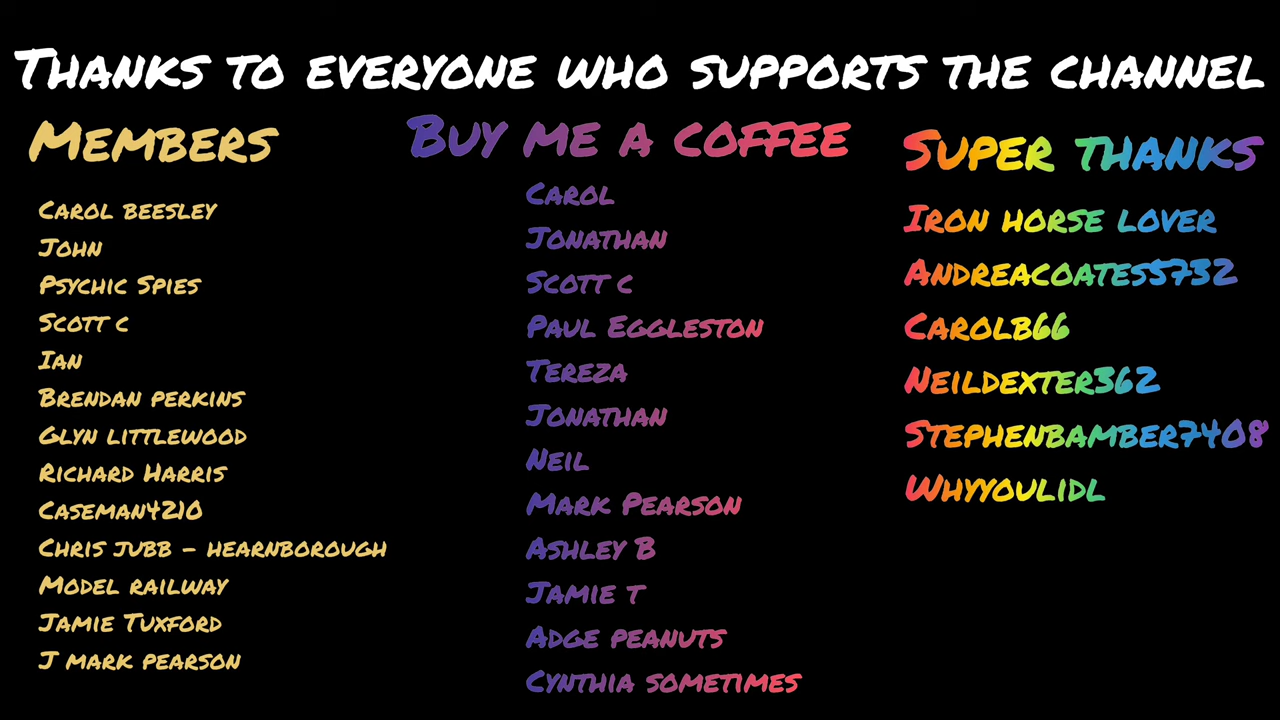 Thanks to everyone who supports the channel
Members
Carol beesley
John
Psychic Spies
Scott c
Ian
Brendan perkins
Glyn littlewood
Richard Harris
Caseman4210
Chris jubb - hearnborough
Model railway
Jamie Tuxford
J mark pearson
Buy me a coffee
Carol
Jonathan
Scott c
Paul Eggleston
Tereza
Jonathan
Neil
Mark Pearson
Ashley B
Jamie t
Adge peanuts
Cynthia sometimes
Super thanks
Iron horse lover
Andreacoates5732
Carolb66
Neildexter362
Stephenbamber7408
Whyyoulidl